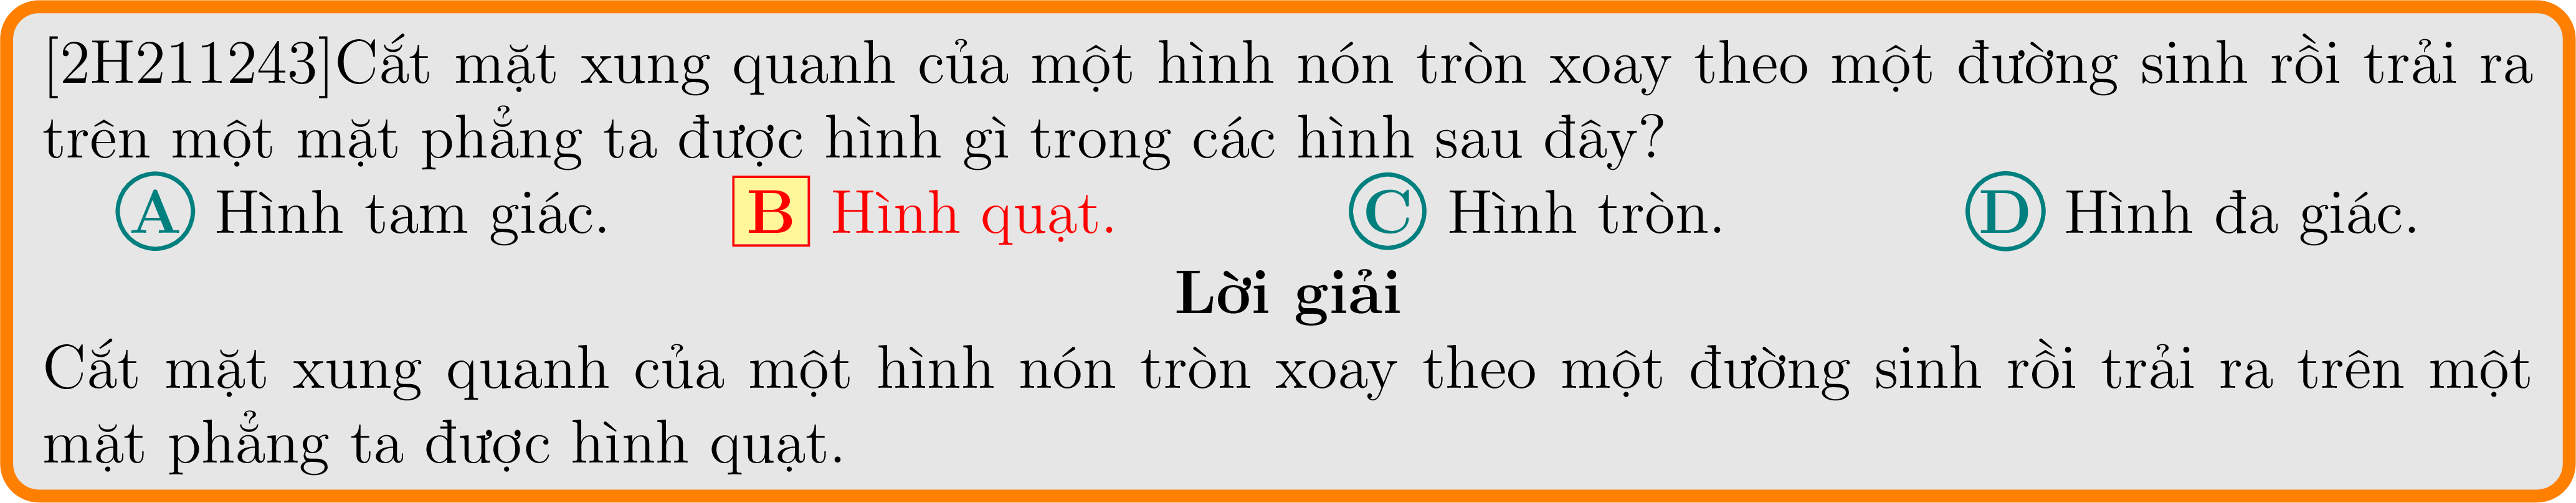 [2H211243]Cắt mặt xung quanh của một hình nón tròn xoay theo một đường sinh rồi trải ra
trên một mặt phẳng ta được hình gì trong các hình sau đây?
A Hình tam giác. B Hình quạt. C Hình tròn. D Hình đa giác.
Lời giải
Cắt mặt xung quanh của một hình nón tròn xoay theo một đường sinh rồi trải ra trên một
mặt phẳng ta được hình quạt.